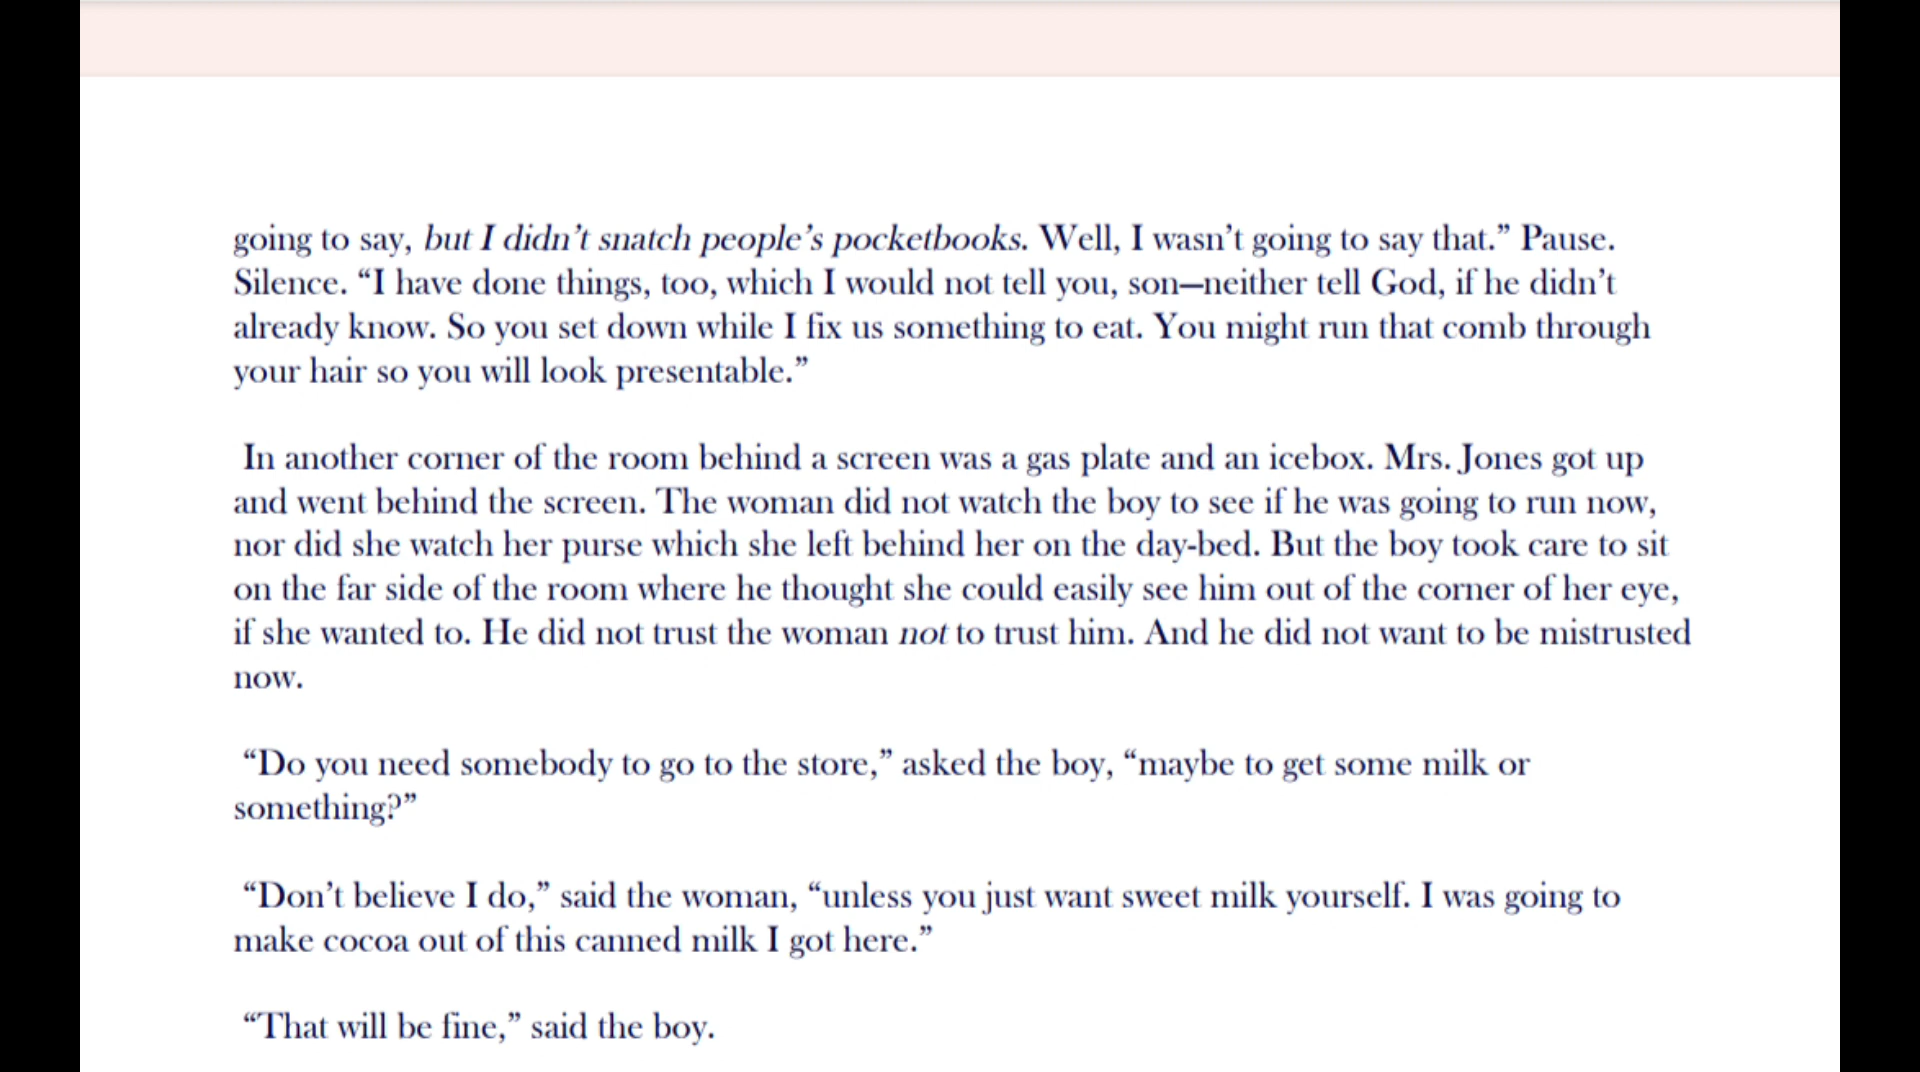 going to say, but I didn’t snatch people’s pocketbooks. Well, I wasn’t going to say that.” Pause.
Silence. “I have done things, too, which I would not tell you, son—neither tell God, if he didn’t
already know. So you set down while I fix us something to eat. You might run that comb through
your hair so you will look presentable.”
In another corner of the room behind a screen was a gas plate and an icebox. Mrs. Jones got up
and went behind the screen. The woman did not watch the boy to see if he was going to run now,
nor did she watch her purse which she left behind her on the day-bed. But the boy took care to sit
on the far side of the room where he thought she could easily see him out of the corner of her eye,
if she wanted to. He did not trust the woman not to trust him. And he did not want to be mistrusted
now.
“Do you need somebody to go to the store,” asked the boy, “maybe to get some milk or
something?”
“Don’t believe I do,” said the woman, “unless you just want sweet milk yourself. I was going to
make cocoa out of this canned milk I got here.”
“That will be fine,” said the boy.